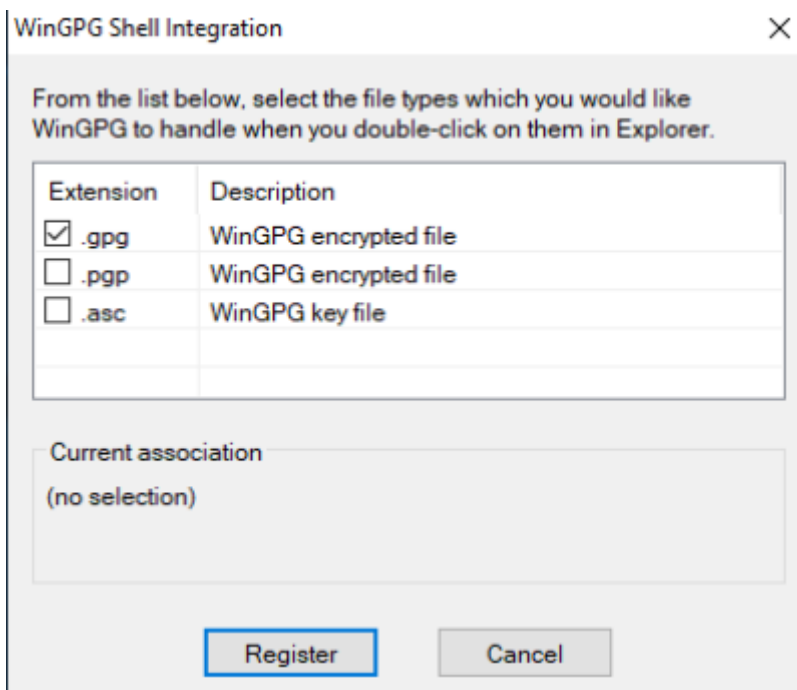 WinGPG Shell Integration
From the list below, select the file types which you would like
WinGPG to handle when you double-click on them in Explorer.
Extension Description
.gpg WinGPG encrypted file
.pgp WinGPG encrypted file
.asc WinGPG key file
Current association
(no selection)
Register Cancel